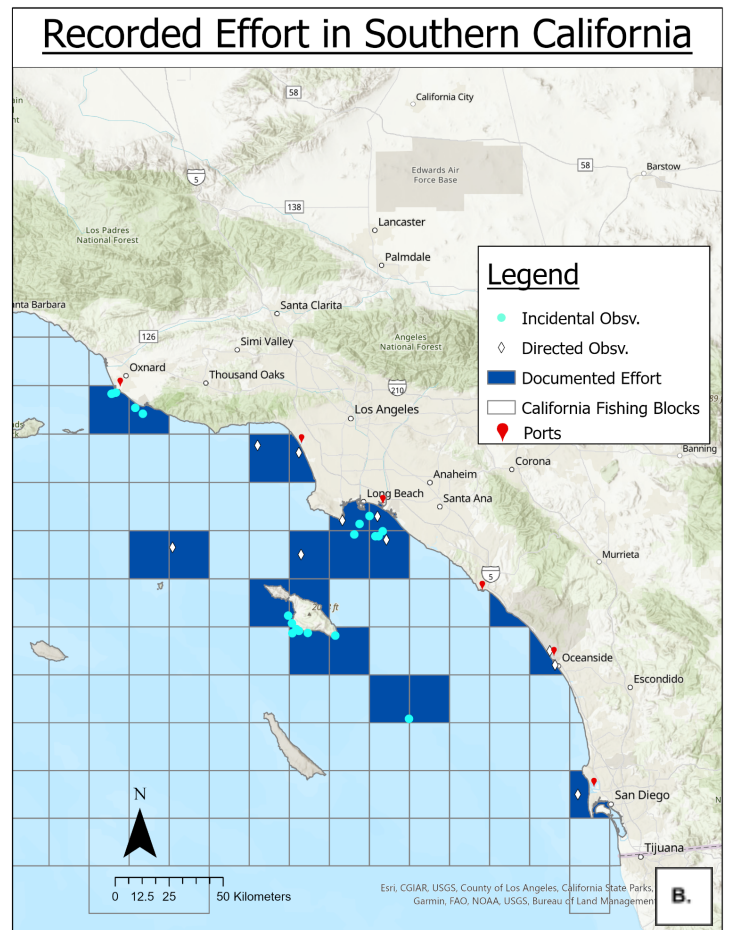 Recorded Effort in Southern California
58
California City
5
58
Barstow
Edwards Air
Force Base
138
Los Padres
National Forest
Lancaster
Palmdale
Legend
Incidental Obsv.
Directed Obsv.
Documented Effort
California Fishing Blocks
Ports
nta Barbara
Santa Clarita
126
Simi Valley
Angeles
National Forest
Oxnard
Thousand Oaks
210
Los Angeles
Banning
Corona
Anaheim
Long Beach
Santa Ana
Murrieta
5
Oceanside
Escondido
San Diego
Tijuana
N
0 12.5 25 50 Kilometers
Esri, CGIAR, USGS, County of Los Angeles, California State Parks,
Garmin, FAO, NOAA, USGS, Bureau of Land Management
B.